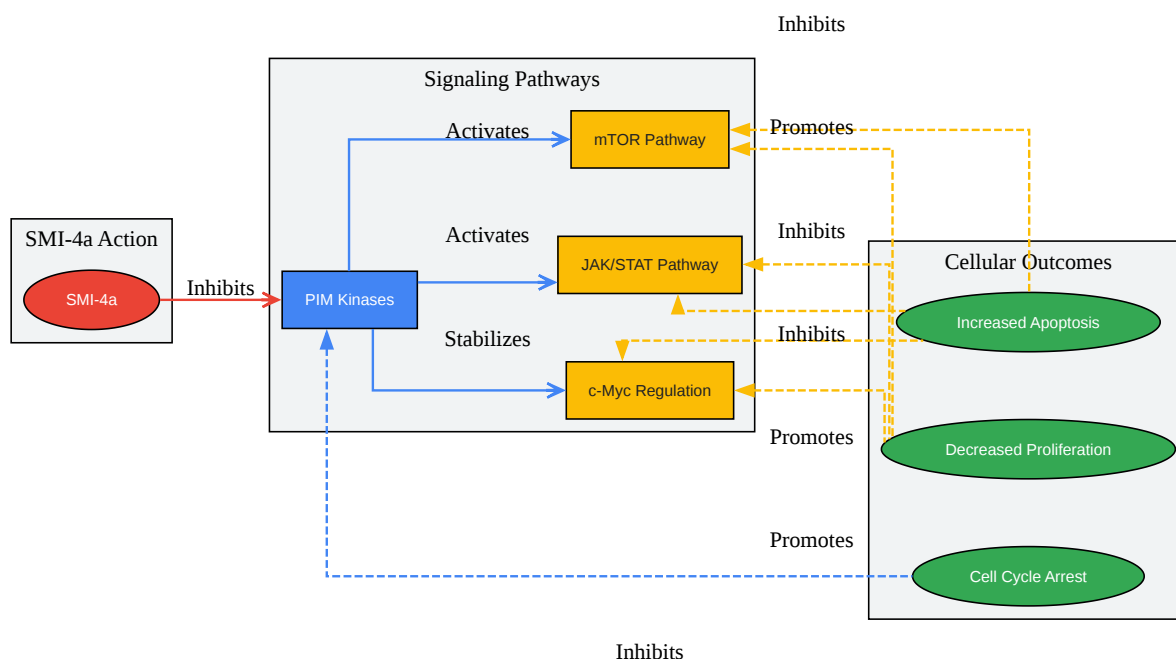 Inhibits
Signaling Pathways
Activates
mTOR Pathway
Promotes
SMI-4a Action
Activates
JAK/STAT Pathway
Inhibits
Cellular Outcomes
SMI-4a
Inhibits
PIM Kinases
Stabilizes
Inhibits
Increased Apoptosis
c-Myc Regulation
Promotes
Decreased Proliferation
Promotes
Cell Cycle Arrest
Inhibits